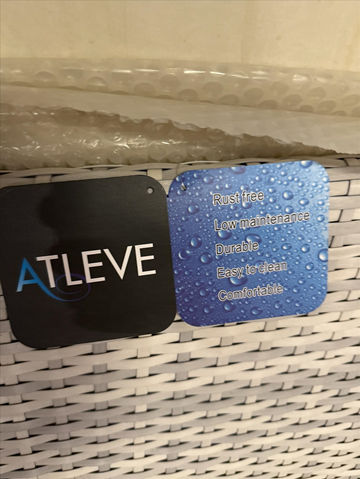 ATLEVE
Rust free
Low maintenance
Durable
Easy to clean
Comfortable